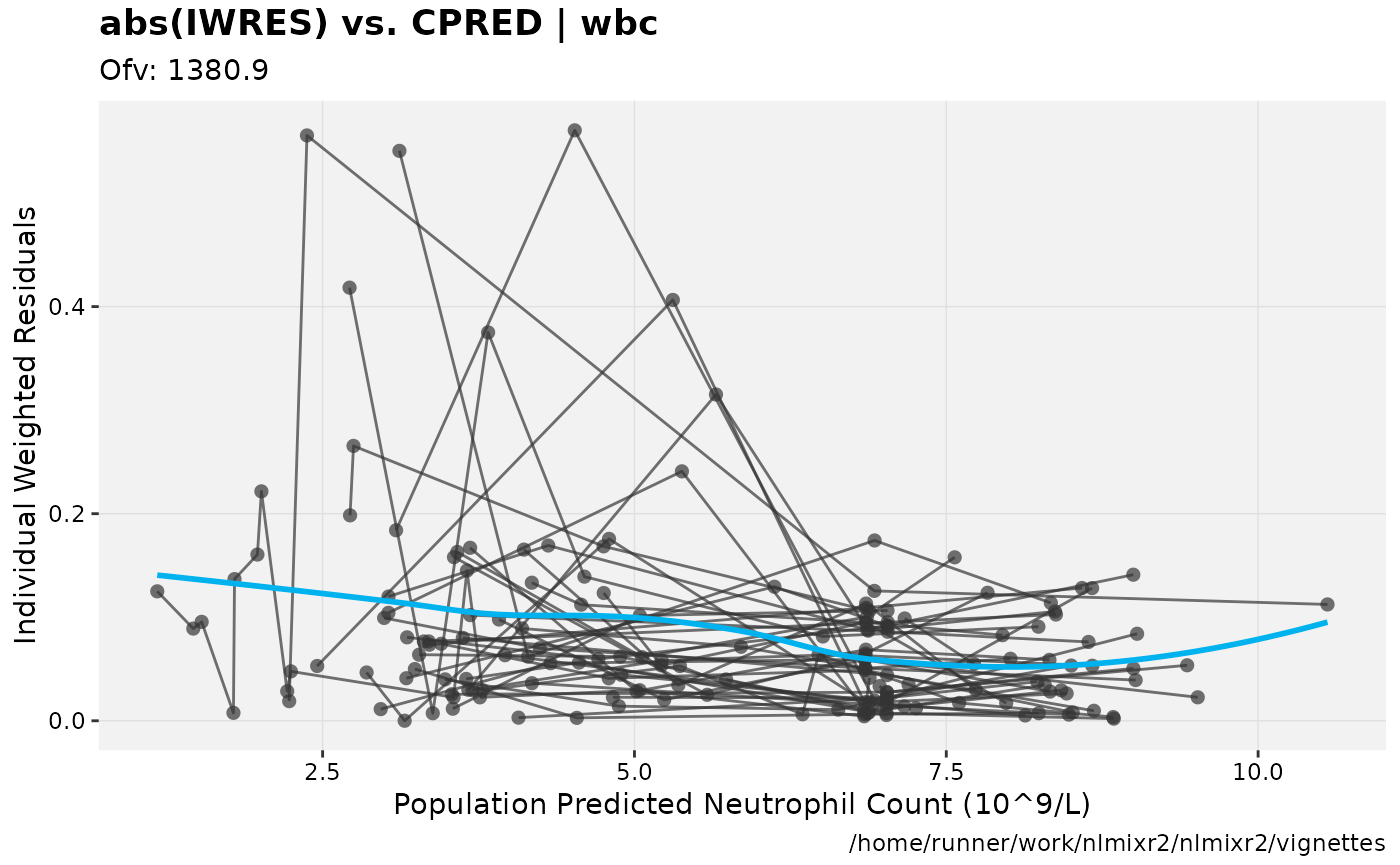 abs(IWRES) vs. CPRED | wbc
Ofv: 1380.9
Individual Weighted Residuals
0.4
0.2
0.0
2.5
5.0
7.5
10.0
Population Predicted Neutrophil Count (10^9/L)
/home/runner/work/nlmixr2/nlmixr2/vignettes